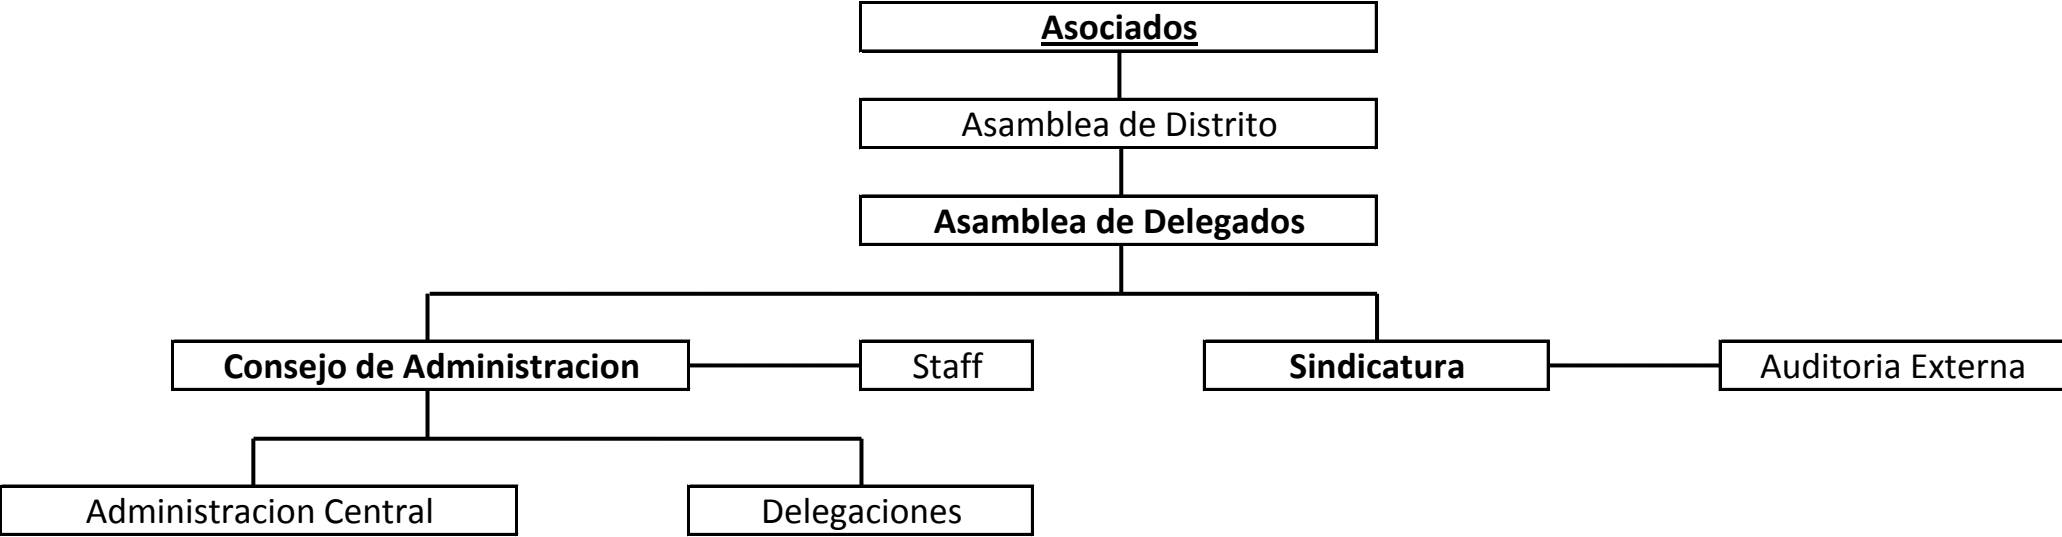 Asociados
Asamblea de Distrito
Asamblea de Delegados
Consejo de Administracion
Staff
Sindicatura
Auditoria Externa
Administracion Central
Delegaciones